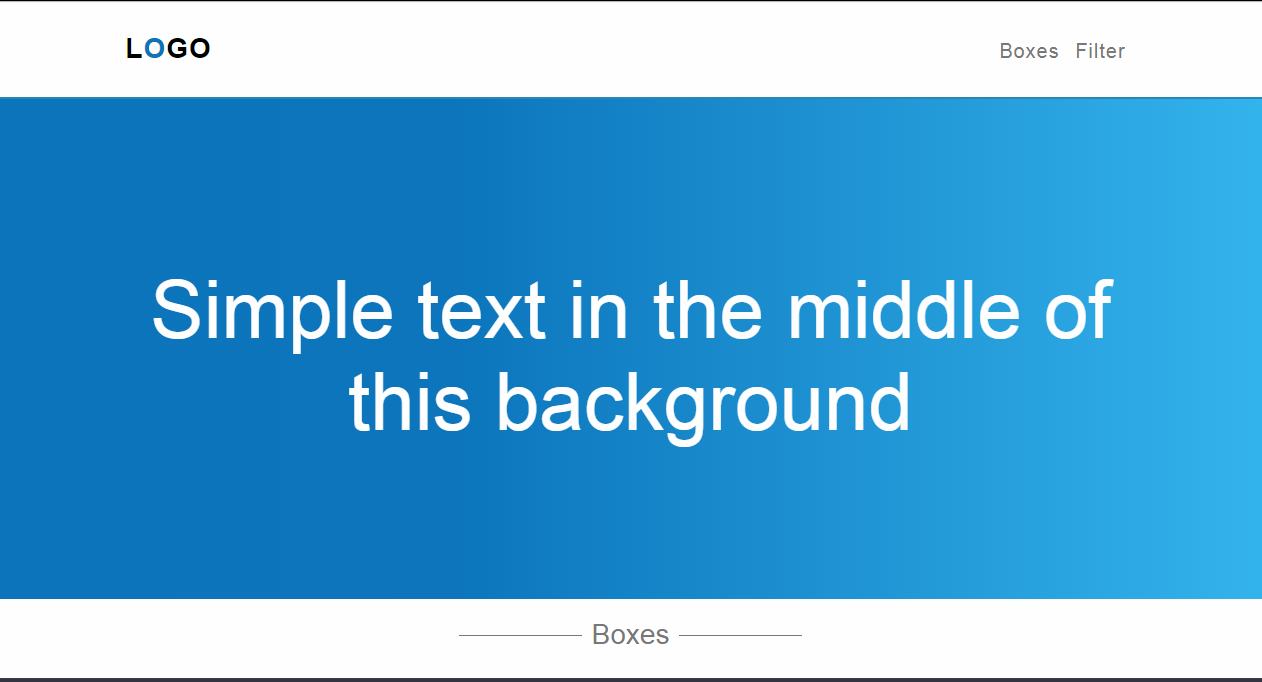 LOGO
Boxes Filter
Simple text in the middle of
this background
Boxes